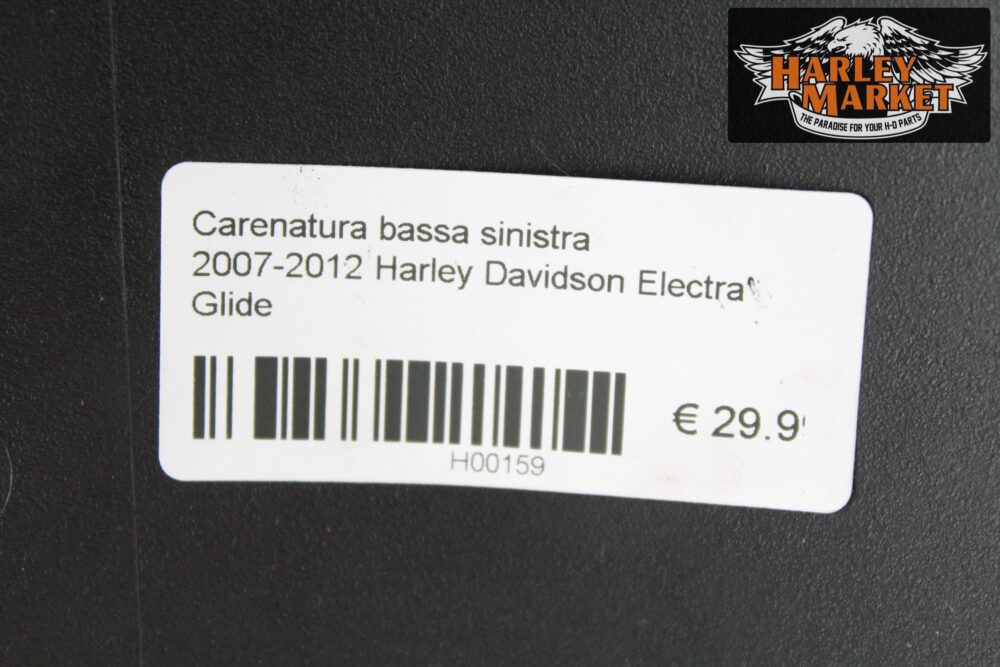 HARLEY
MARKET
THE PARADISE FOR YOUR H-D PARTS
Carenatura bassa sinistra
2007-2012 Harley Davidson Electra
Glide
€ 29.9
H00159